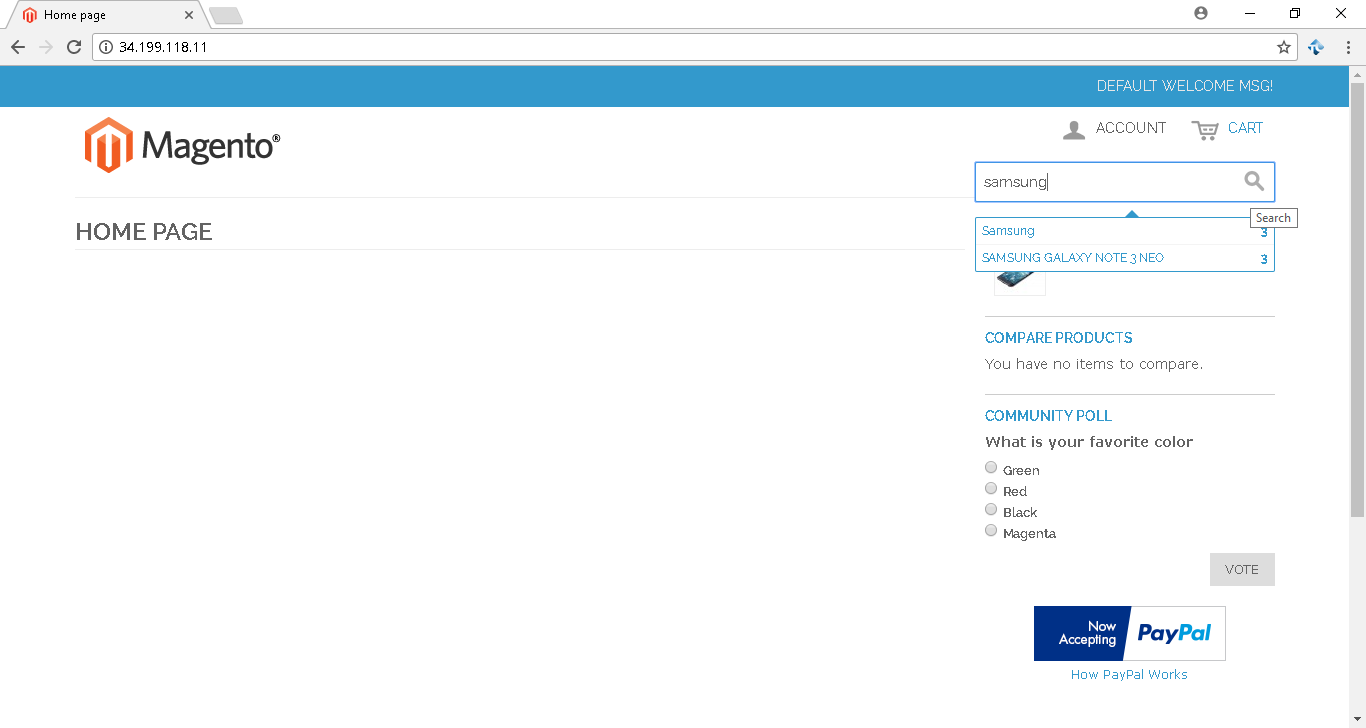 Home page
34.199.118.11
DEFAULT WELCOME MSG!
Magento®
ACCOUNT
CART
samsung
Search
HOME PAGE
Samsung 3
SAMSUNG GALAXY NOTE 3 NEO 3
COMPARE PRODUCTS
You have no items to compare.
COMMUNITY POLL
What is your favorite color
Green
Red
Black
Magenta
VOTE
Now
Accepting
PayPal
How PayPal Works